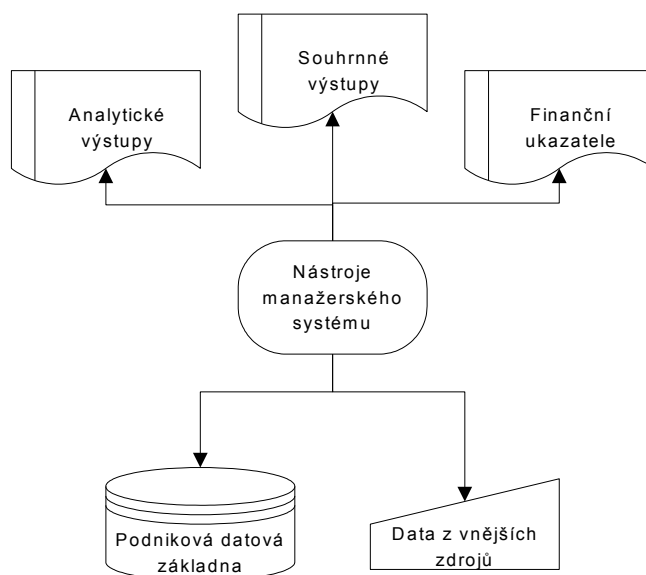 Souhrnné
výstupy
Analytické
výstupy
Finanční
ukazatele
Nástroje
manažerského
systému
Podniková datová
základna
Data z vnějších
zdrojů